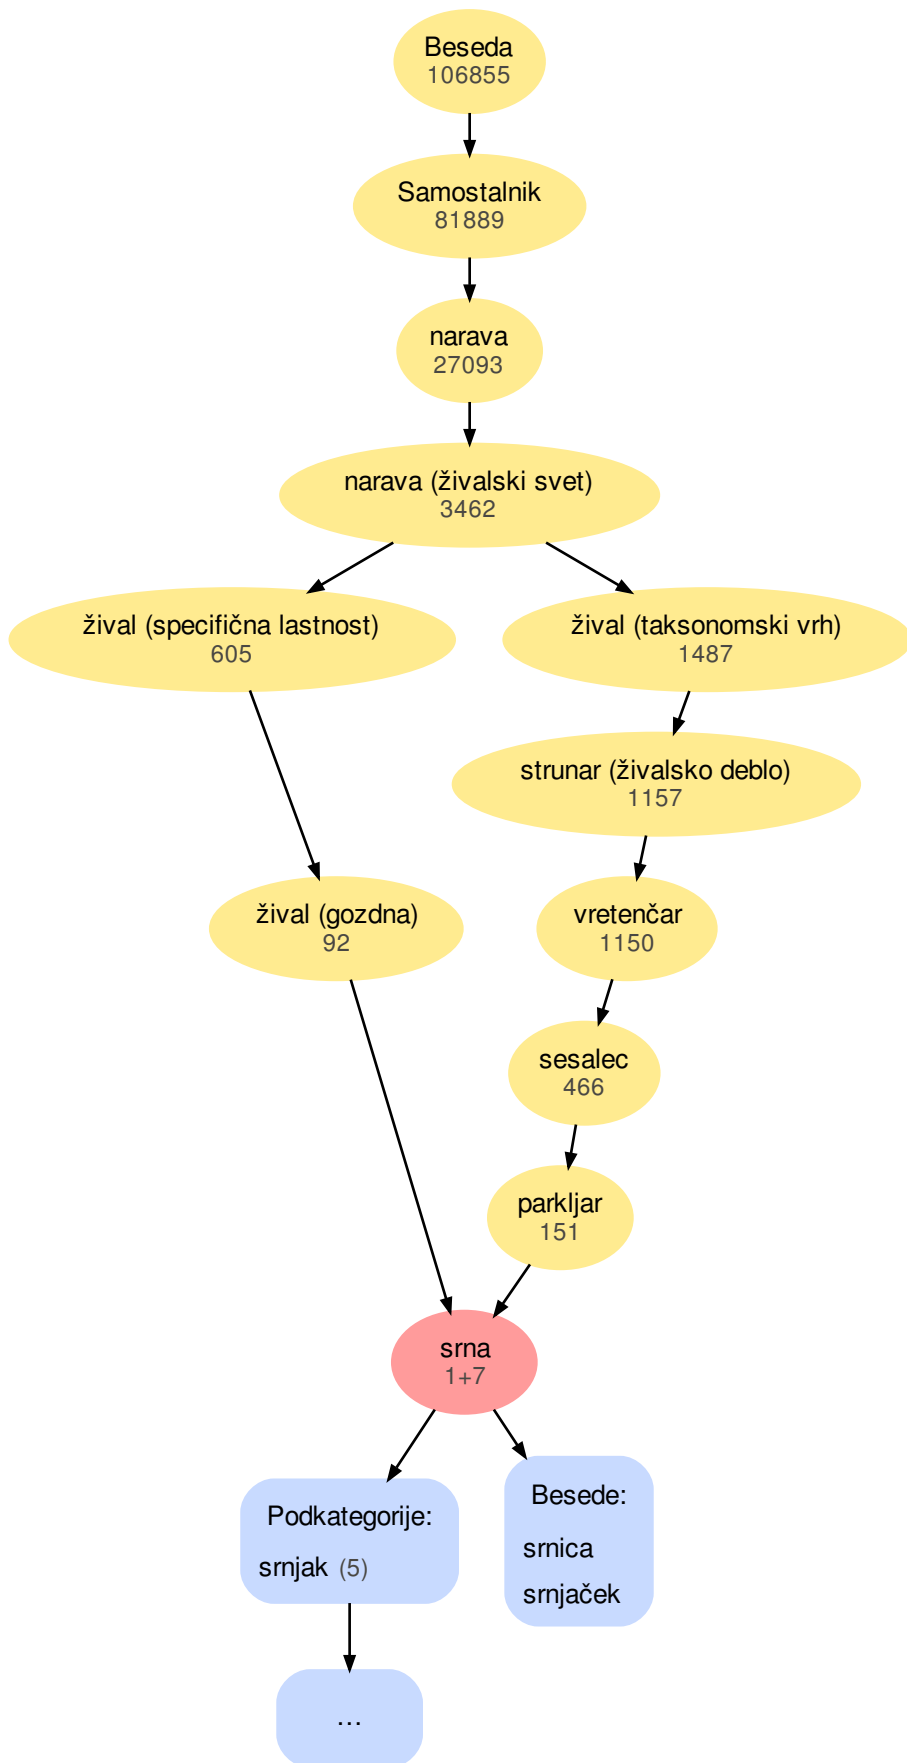 Beseda
106855
Samostalnik
81889
narava
27093
narava (živalski svet)
3462
žival (specifična lastnost)
605
žival (taksonomski vrh)
1487
strunar (živalsko deblo)
1157
žival (gozdna)
92
vretenčar
1150
sesalec
466
parkljar
151
srna
1+7
Podkategorije:
srnjak (5)
Besede:
srnica
srnjaček
...